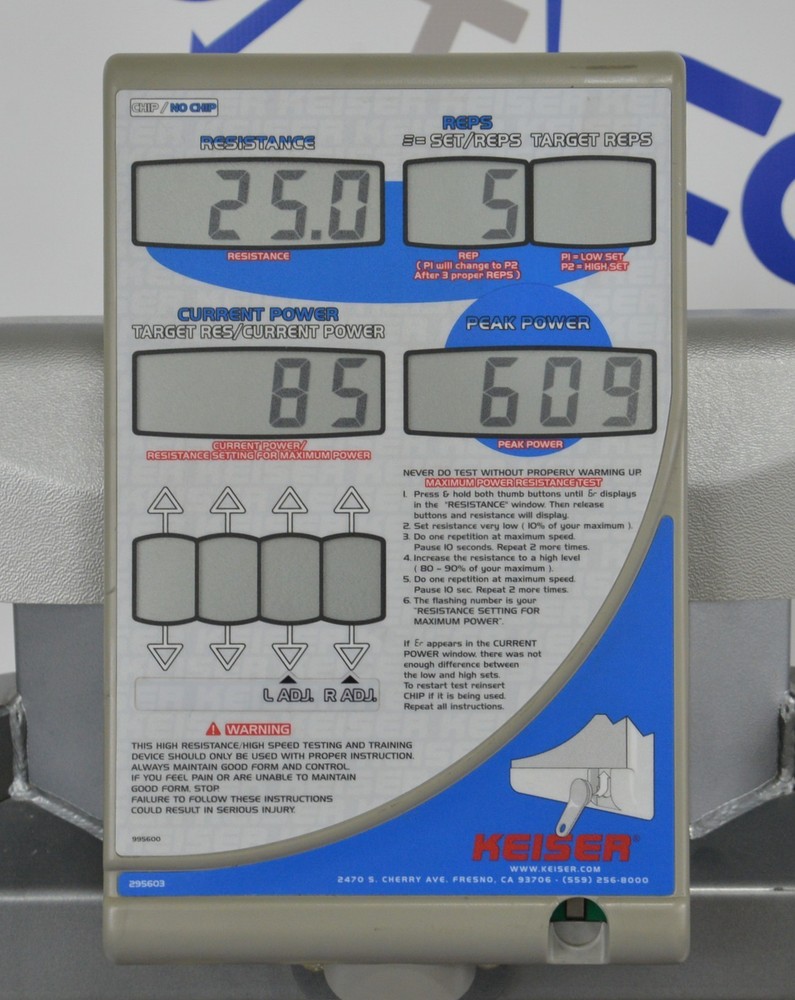 CHIP / NO CHIP
RESISTANCE
25.0
RESISTANCE
REPS
= SET/REPS TARGET REPS
5
REP
( P1 will change to P2
After 3 proper REPS )
P1 = LOW SET
P2 = HIGH SET
CURRENT POWER
TARGET RES/CURRENT POWER
85
CURRENT POWER/
RESISTANCE SETTING FOR MAXIMUM POWER
PEAK POWER
609
PEAK POWER
NEVER DO TEST WITHOUT PROPERLY WARMING UP.
MAXIMUM POWER RESISTANCE TEST
1. Press & hold both thumb buttons until &r displays
in the "RESISTANCE" window. Then release
buttons and resistance will display.
2. Set resistance very low ( 10% of your maximum ).
3. Do one repetition at maximum speed.
Pause 10 seconds. Repeat 2 more times.
4. Increase the resistance to a high level
( 80 - 90% of your maximum ).
5. Do one repetition at maximum speed.
Pause 10 sec. Repeat 2 more times.
6. The flashing number is your
"RESISTANCE SETTING FOR
MAXIMUM POWER".
If &r appears in the CURRENT
POWER window, there was not
enough difference between
the low and high sets.
To restart test reinsert
CHIP if it is being used.
Repeat all instructions.
L ADJ. R ADJ.
WARNING
THIS HIGH RESISTANCE/HIGH SPEED TESTING AND TRAINING
DEVICE SHOULD ONLY BE USED WITH PROPER INSTRUCTION.
ALWAYS MAINTAIN GOOD FORM AND CONTROL.
IF YOU FEEL PAIN OR ARE UNABLE TO MAINTAIN
GOOD FORM, STOP.
FAILURE TO FOLLOW THESE INSTRUCTIONS
COULD RESULT IN SERIOUS INJURY.
995600
KEISER®
WWW.KEISER.COM
2470 S. CHERRY AVE. FRESNO, CA 93706 - (559) 256-8000
295603